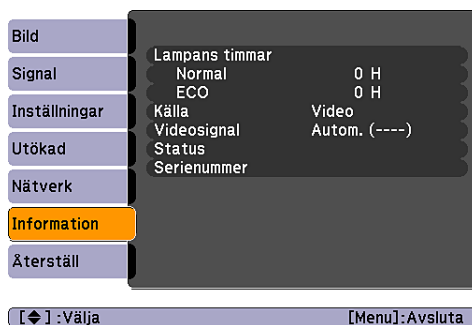 Bild
Signal
Inställningar
Utökad
Nätverk
Information
Återställ
Lampans timmar
Normal 0 H
ECO 0 H
Källa Video
Videosignal Autom. (----)
Status
Serienummer
[◆] :Välja [Menu]:Avsluta